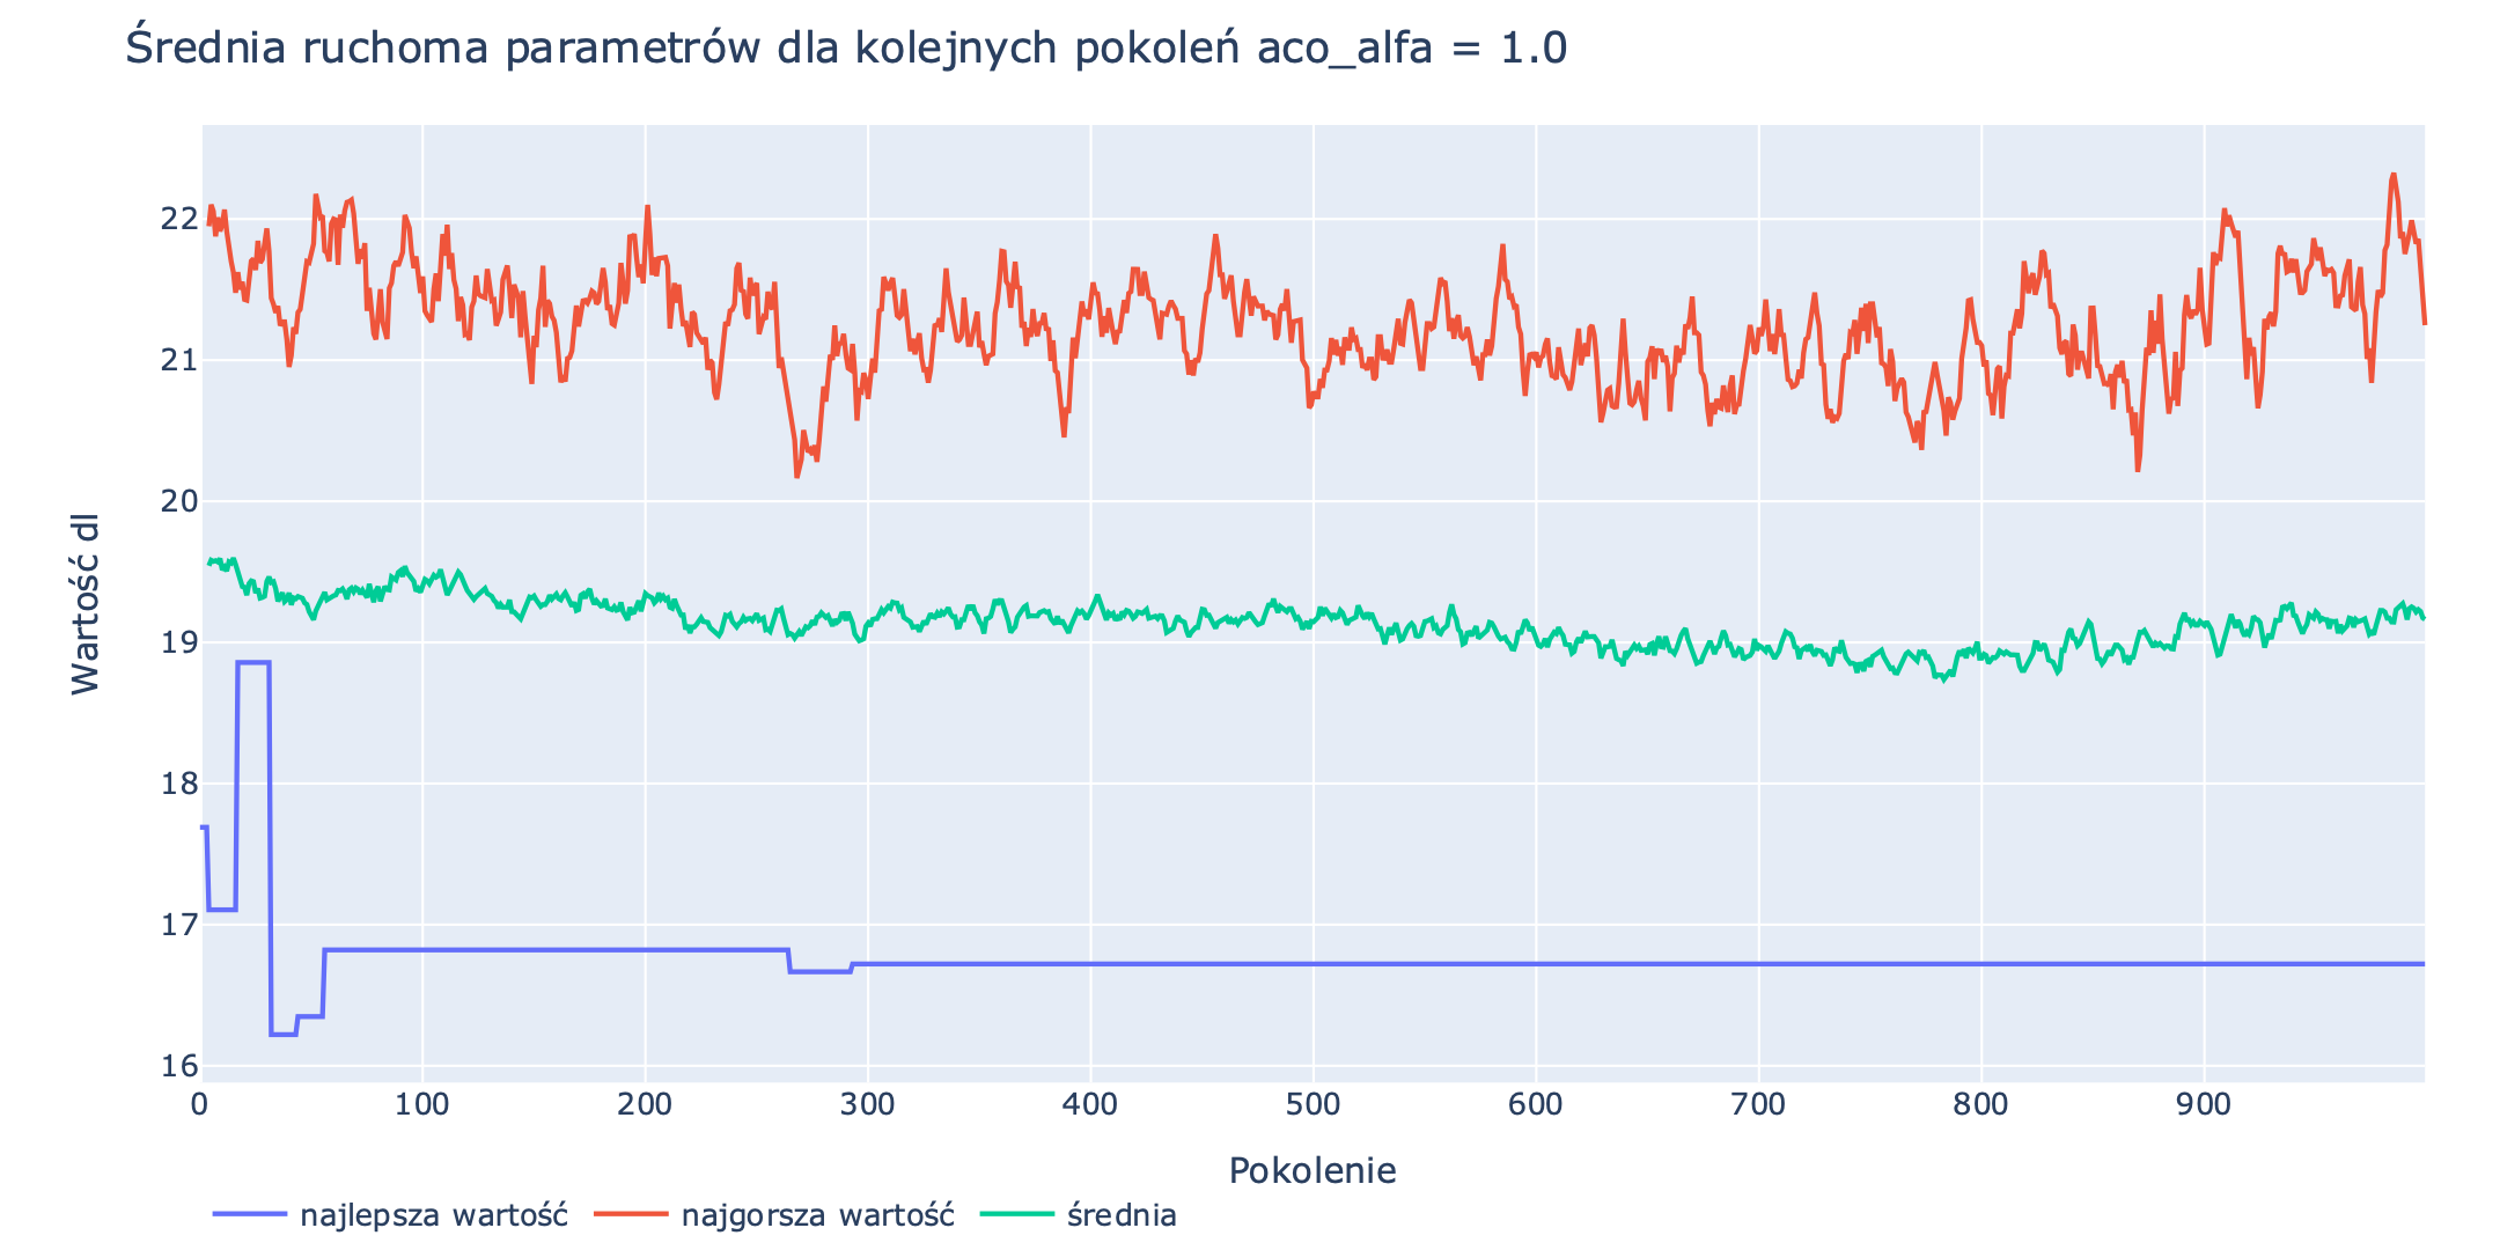 Średnia ruchoma parametrów dla kolejnych pokoleń aco_alfa = 1.0
Wartość dl
22
21
20
19
18
17
16
0 100 200 300 400 500 600 700 800 900
Pokolenie
najlepsza wartość najgorsza wartość średnia